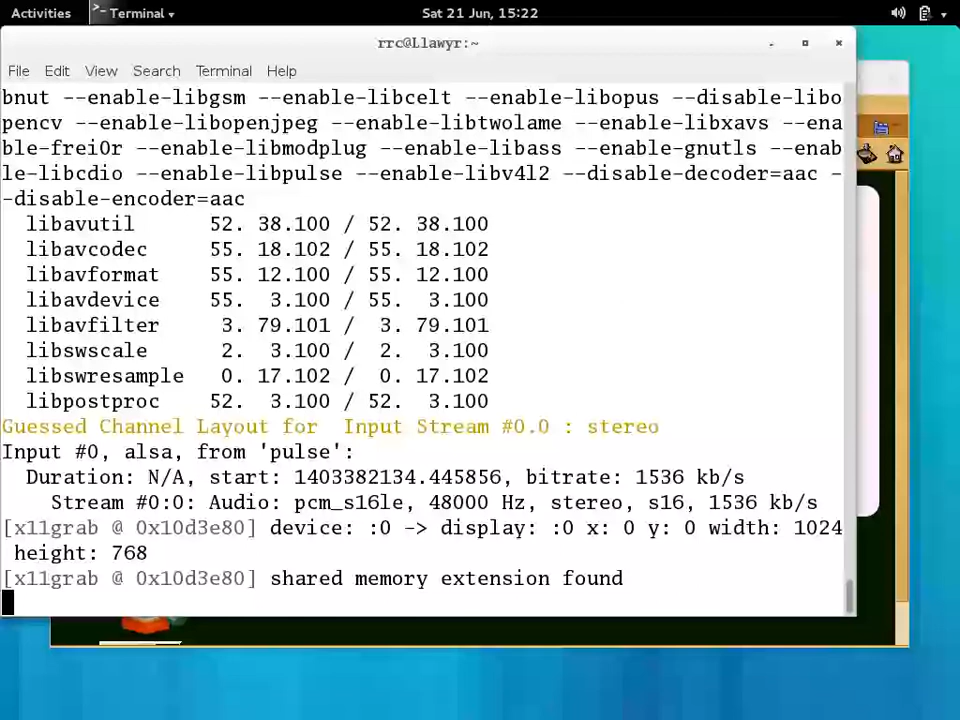 Activities
Terminal
Sat 21 Jun, 15:22
rrc@Llawyr:~
File Edit View Search Terminal Help
bnut --enable-libgsm --enable-libcelt --enable-libopus --disable-libo
pencv --enable-libopenjpeg --enable-libtwolame --enable-libxavs --ena
ble-frei0r --enable-libmodplug --enable-libass --enable-gnutls --enab
le-libcdio --enable-libpulse --enable-libv4l2 --disable-decoder=aac -
-disable-encoder=aac
  libavutil      52. 38.100 / 52. 38.100
  libavcodec     55. 18.102 / 55. 18.102
  libavformat    55. 12.100 / 55. 12.100
  libavdevice    55.  3.100 / 55.  3.100
  libavfilter     3. 79.101 /  3. 79.101
  libswscale      2.  3.100 /  2.  3.100
  libswresample   0. 17.102 /  0. 17.102
  libpostproc    52.  3.100 / 52.  3.100
Guessed Channel Layout for  Input Stream #0.0 : stereo
Input #0, alsa, from 'pulse':
  Duration: N/A, start: 1403382134.445856, bitrate: 1536 kb/s
    Stream #0:0: Audio: pcm_s16le, 48000 Hz, stereo, s16, 1536 kb/s
[x11grab @ 0x10d3e80] device: :0 -> display: :0 x: 0 y: 0 width: 1024
 height: 768
[x11grab @ 0x10d3e80] shared memory extension found